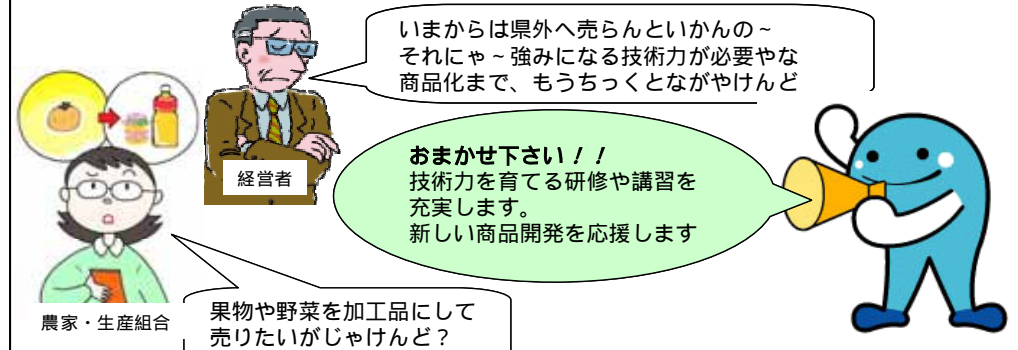 いまからは県外へ売らんといかんの~
それにゃ~強みになる技術力が必要やな
商品化まで、もうちっくとながやけんど
経営者
おまかせ下さい!!
技術力を育てる研修や講習を
充実します。
新しい商品開発を応援します
農家・生産組合
果物や野菜を加工品にして
売りたいがじゃけんど?